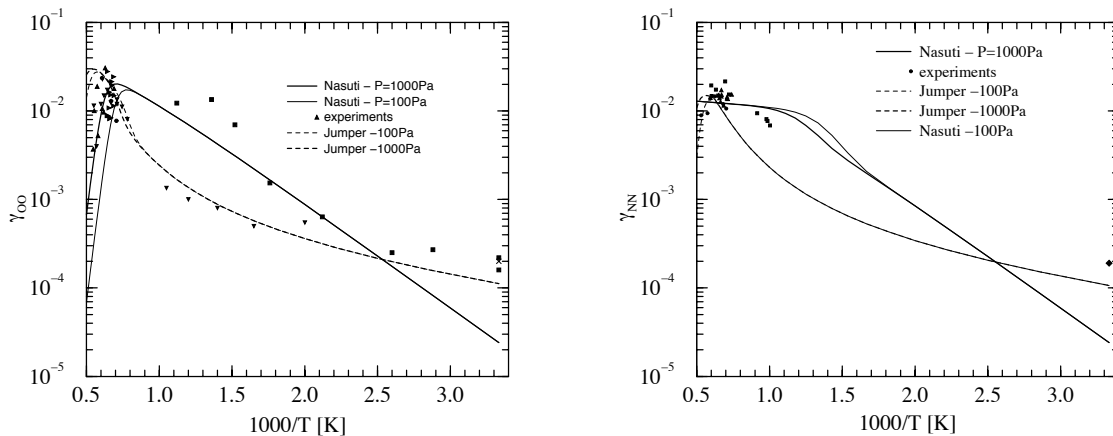 10⁻¹
10⁻²
10⁻³
10⁻⁴
10⁻⁵
γ_OO
Nasuti – P=1000Pa
Nasuti – P=100Pa
experiments
Jumper –100Pa
Jumper –1000Pa
0.5 1.0 1.5 2.0 2.5 3.0
1000/T [K]
10⁻¹
10⁻²
10⁻³
10⁻⁴
10⁻⁵
γ_NN
Nasuti – P=1000Pa
experiments
Jumper –100Pa
Jumper –1000Pa
Nasuti –100Pa
0.5 1.0 1.5 2.0 2.5 3.0
1000/T [K]